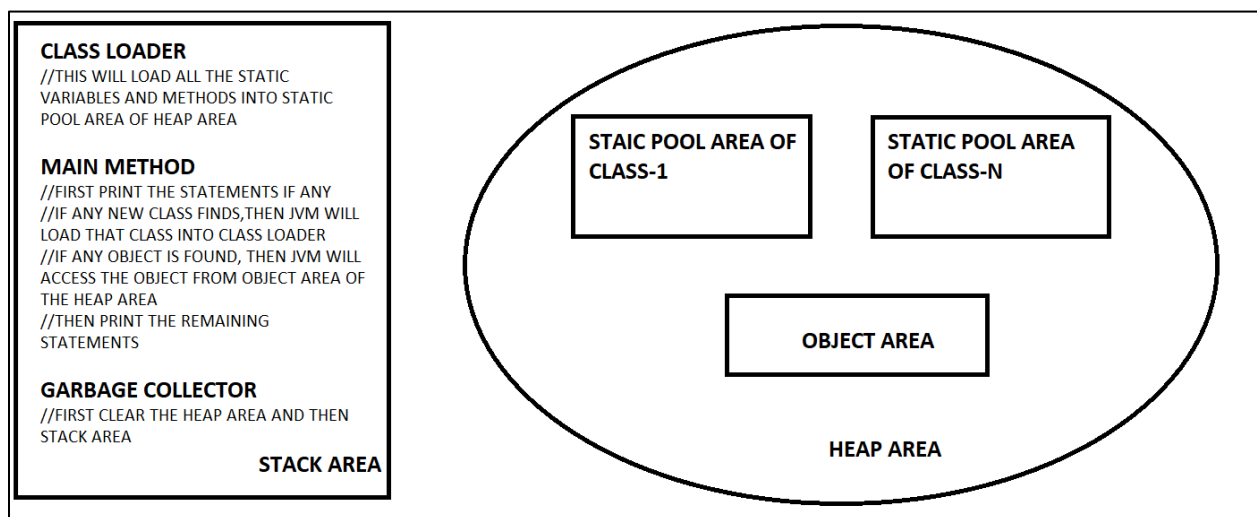 CLASS LOADER
//THIS WILL LOAD ALL THE STATIC
VARIABLES AND METHODS INTO STATIC
POOL AREA OF HEAP AREA
MAIN METHOD
//FIRST PRINT THE STATEMENTS IF ANY
//IF ANY NEW CLASS FINDS,THEN JVM WILL
LOAD THAT CLASS INTO CLASS LOADER
//IF ANY OBJECT IS FOUND, THEN JVM WILL
ACCESS THE OBJECT FROM OBJECT AREA OF
THE HEAP AREA
//THEN PRINT THE REMAINING
STATEMENTS
GARBAGE COLLECTOR
//FIRST CLEAR THE HEAP AREA AND THEN
STACK AREA
STACK AREA
STAIC POOL AREA OF
CLASS-1
STATIC POOL AREA
OF CLASS-N
OBJECT AREA
HEAP AREA